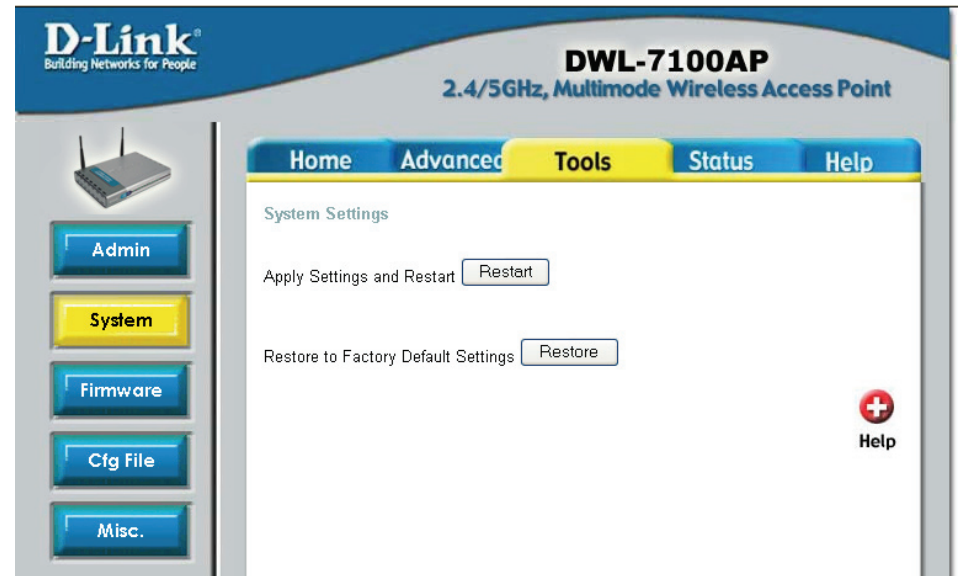 D-Link®
Building Networks for People
DWL-7100AP
2.4/5GHz, Multimode Wireless Access Point
Home
Advanced
Tools
Status
Help
Admin
System
Firmware
Cfg File
Misc.
System Settings
Apply Settings and Restart Restart
Restore to Factory Default Settings Restore
Help